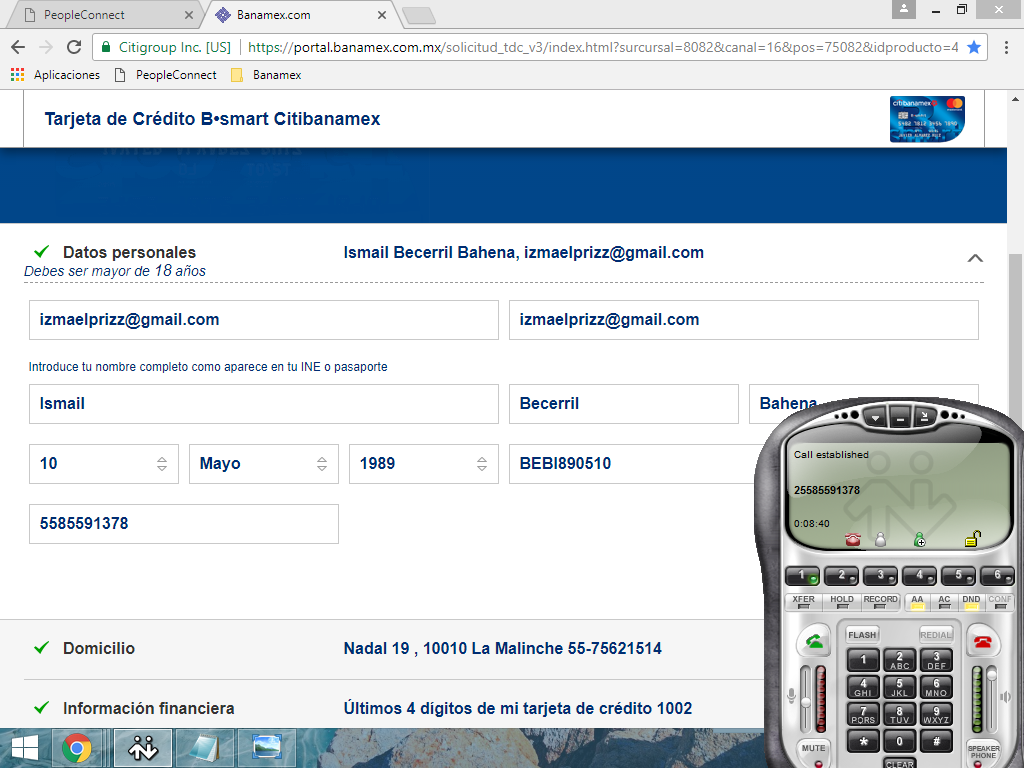 PeopleConnect
Banamex.com
Citigroup Inc. [US]
https://portal.banamex.com.mx/solicitud_tdc_v3/index.html?surcursal=8082&canal=16&pos=75082&idproducto=4
Aplicaciones
PeopleConnect
Banamex
Tarjeta de Crédito B•smart Citibanamex
citibanamex
Datos personales
Ismail Becerril Bahena, izmaelprizz@gmail.com
Debes ser mayor de 18 años
izmaelprizz@gmail.com
izmaelprizz@gmail.com
Introduce tu nombre completo como aparece en tu INE o pasaporte
Ismail
Becerril
Bahena
10
Mayo
1989
BEBI890510
5585591378
Domicilio
Nadal 19 , 10010 La Malinche 55-75621514
Información financiera
Últimos 4 dígitos de mi tarjeta de crédito 1002
Call established
25585591378
0:08:40
1 2 3 4 5 6
XFER HOLD RECORD AA AC DND CONF
FLASH REDIAL
1 2 ABC 3 DEF
4 GHI 5 JKL 6 MNO
7 PQRS 8 TUV 9 WXYZ
* 0 #
MUTE
CLEAR
SPEAKER
PHONE